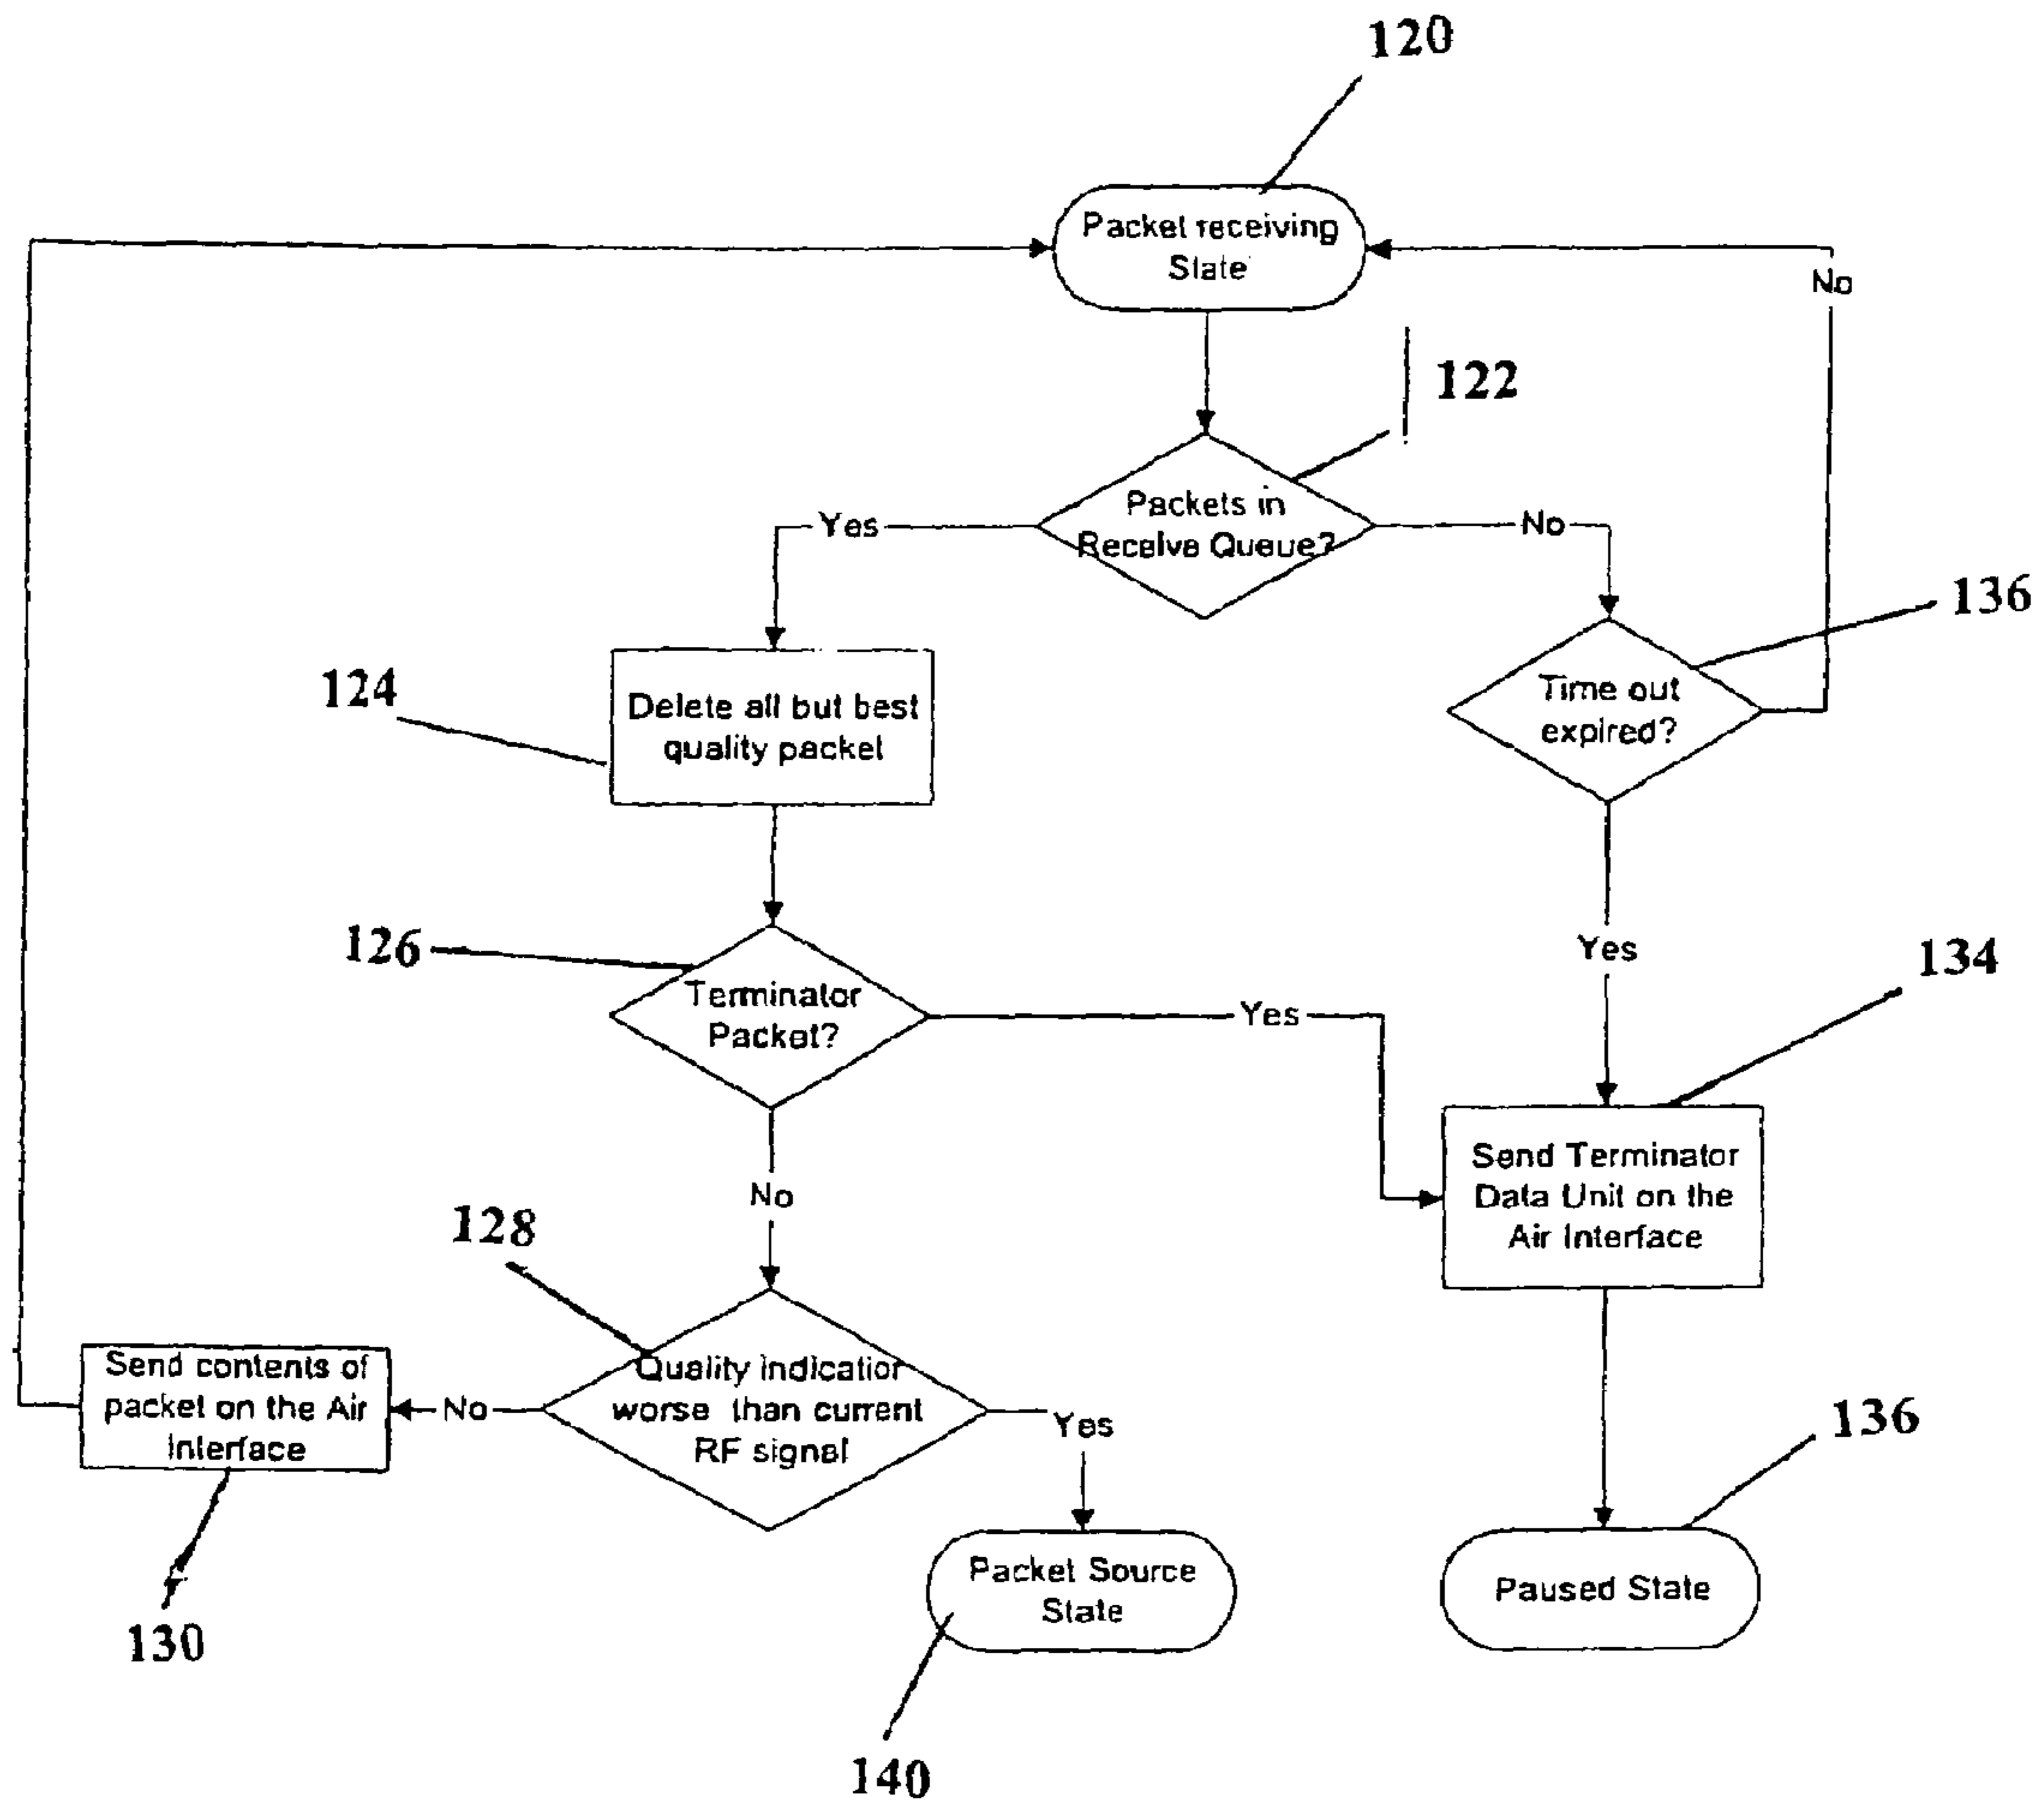 120
Packet receiving
State
No
122
Packets in
Receive Queue?
Yes
No
136
Time out
expired?
124
Delete all but best
quality packet
126
Terminator
Packet?
Yes
Yes
134
Send Terminator
Data Unit on the
Air Interface
No
128
Quality indication
worse than current
RF signal
No
Send contents of
packet on the Air
Interface
Yes
136
130
Packet Source
State
Paused State
140